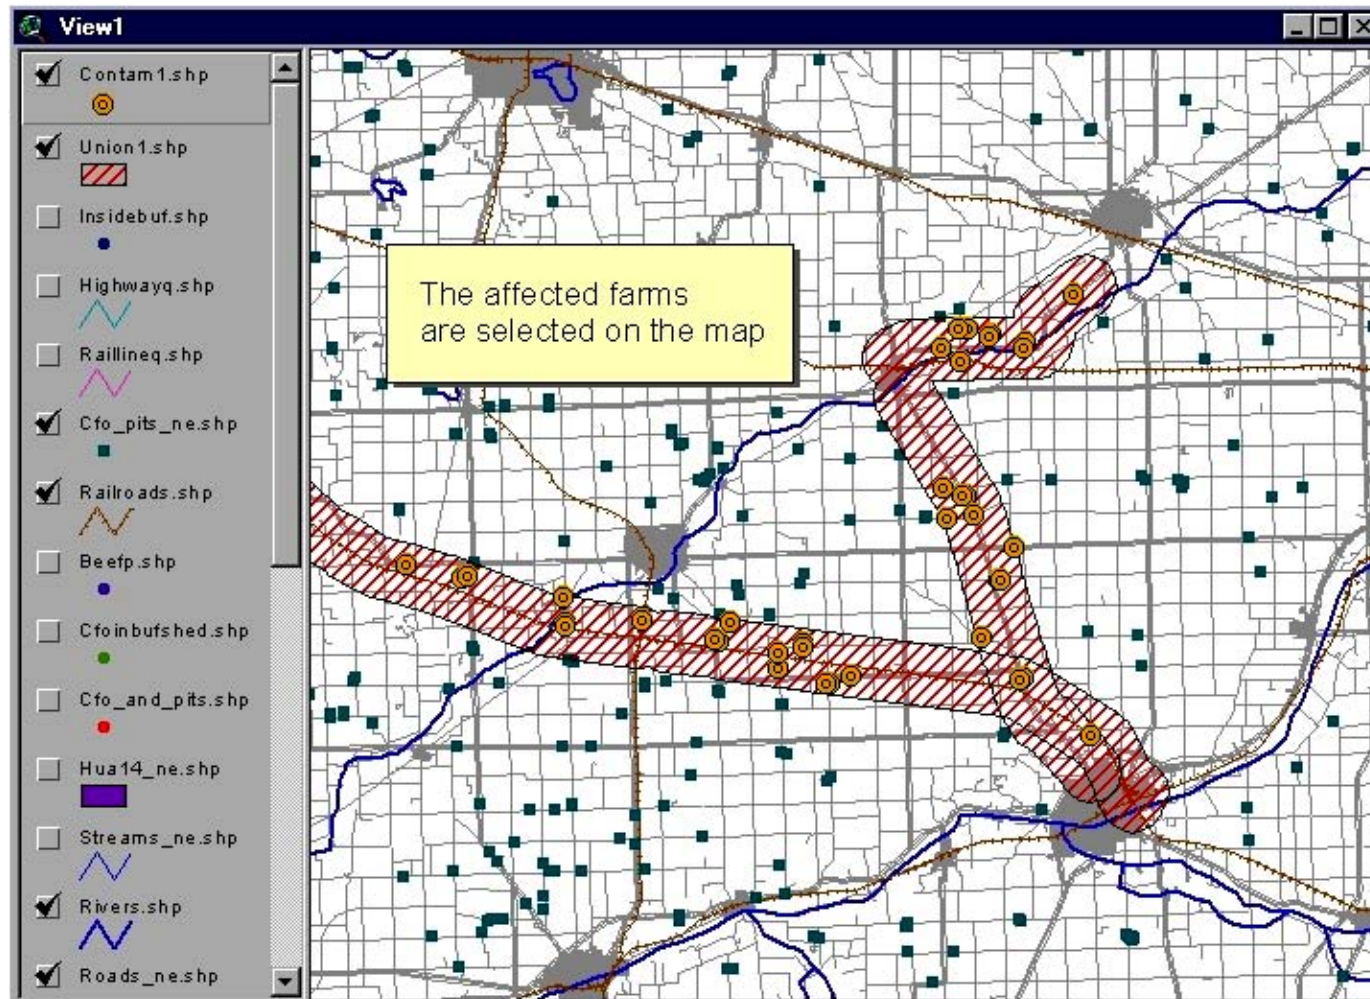 View1
Contam1.shp
Union1.shp
Insidebuf.shp
Highwayq.shp
Raillineq.shp
Cfo_pits_ne.shp
Railroads.shp
Beefp.shp
Cfoinbufshed.shp
Cfo_and_pits.shp
Hua14_ne.shp
Streams_ne.shp
Rivers.shp
Roads_ne.shp
The affected farms
are selected on the map